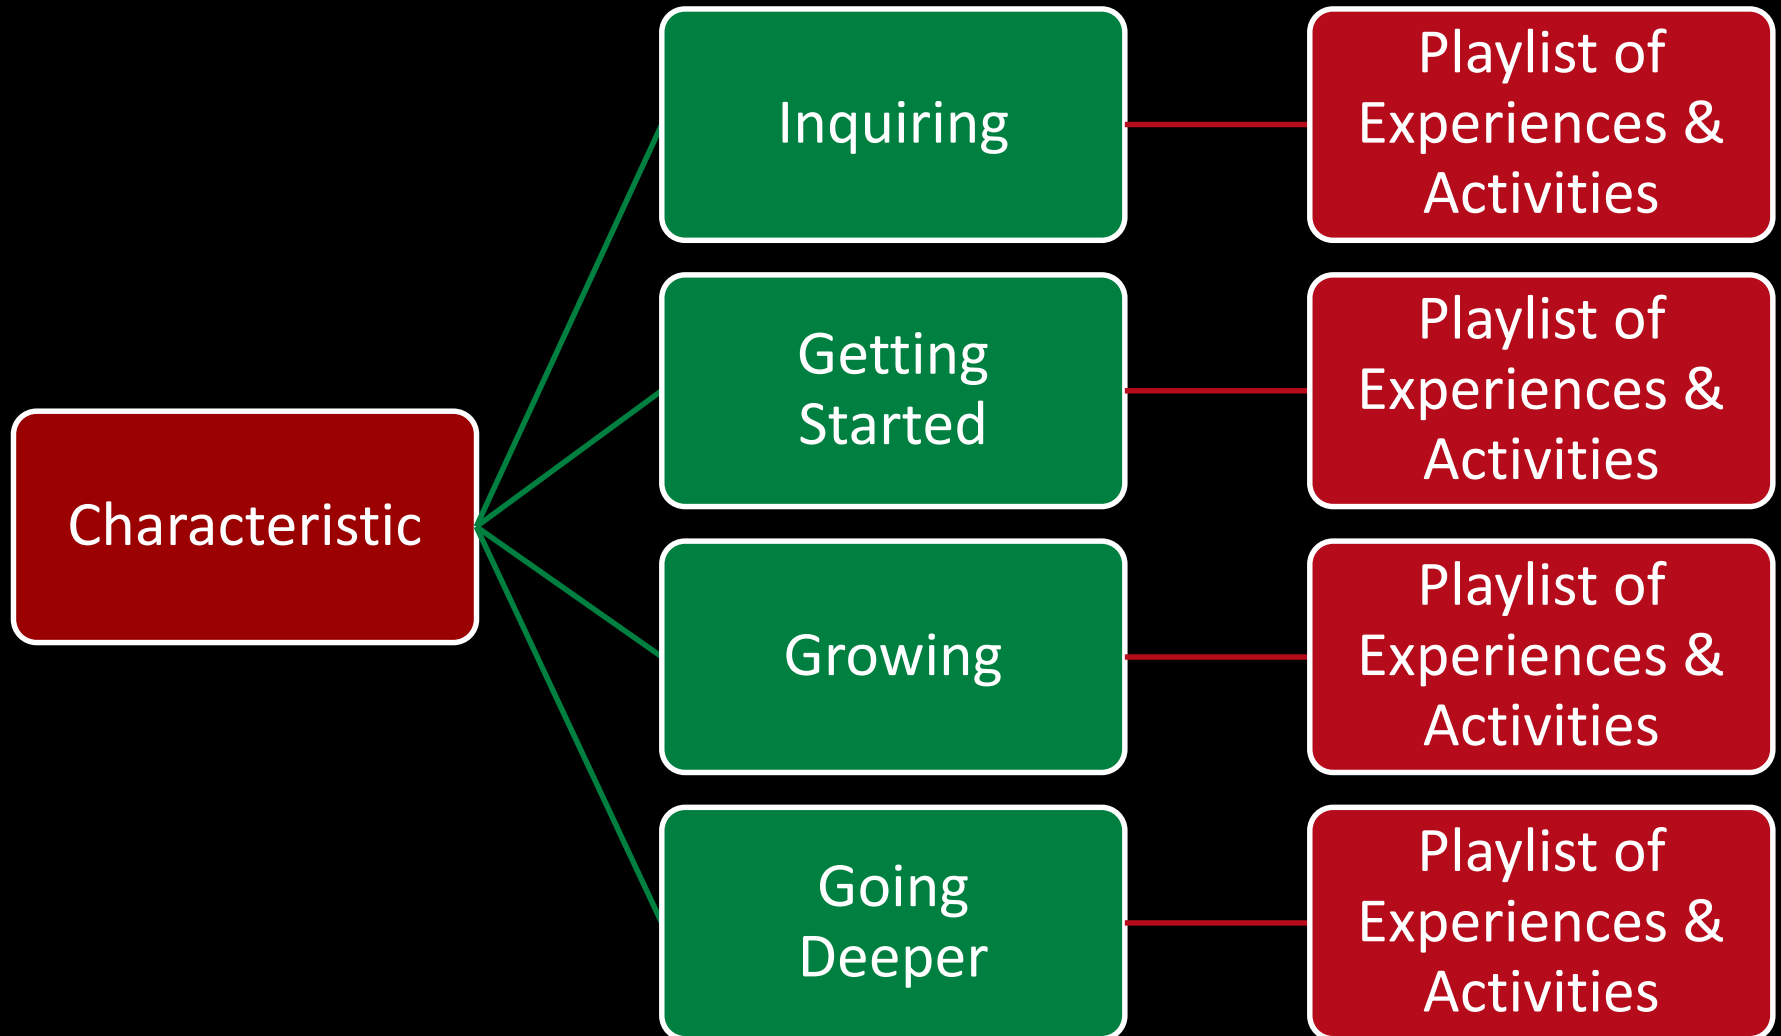 Characteristic
Inquiring
Playlist of
Experiences &
Activities
Getting
Started
Playlist of
Experiences &
Activities
Growing
Playlist of
Experiences &
Activities
Going
Deeper
Playlist of
Experiences &
Activities